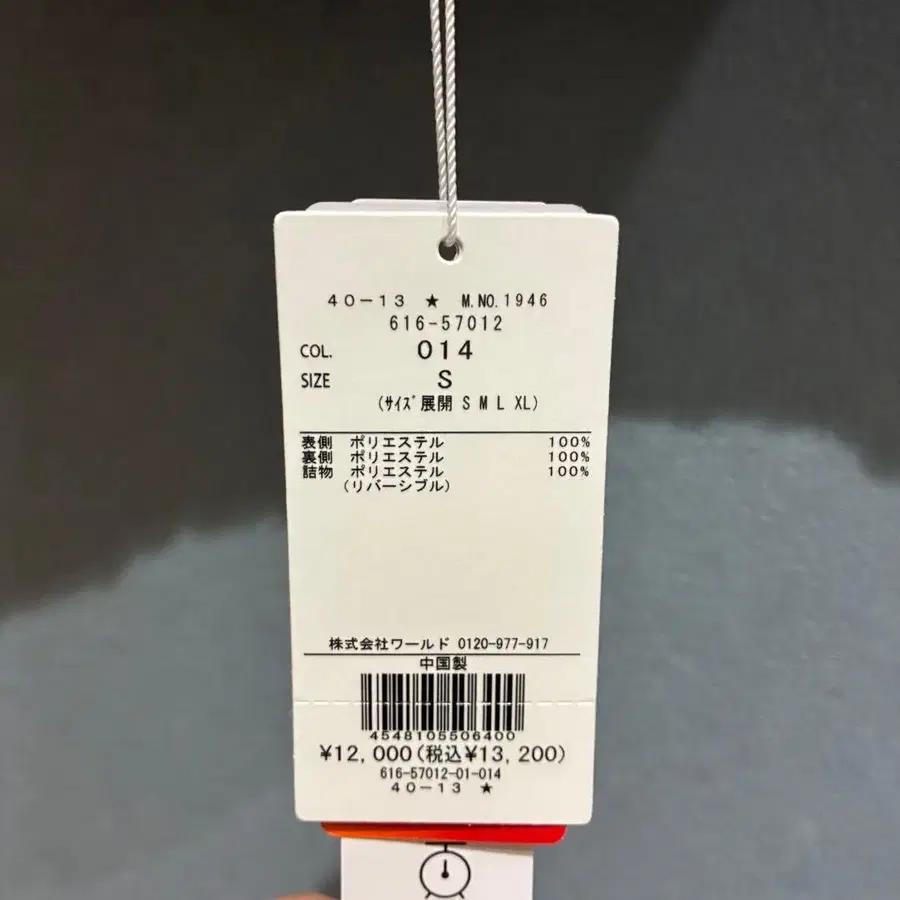 40-13 ★ M.NO.1946
616-57012
COL. 014
SIZE S
(ｻｲｽﾞ展開 S M L XL)
表側 ポリエステル 100%
裏側 ポリエステル 100%
詰物 ポリエステル 100%
(リバーシブル)
株式会社ワールド 0120-977-917
中国製
4548105506400
¥12,000(税込¥13,200)
616-57012-01-014
40-13 ★